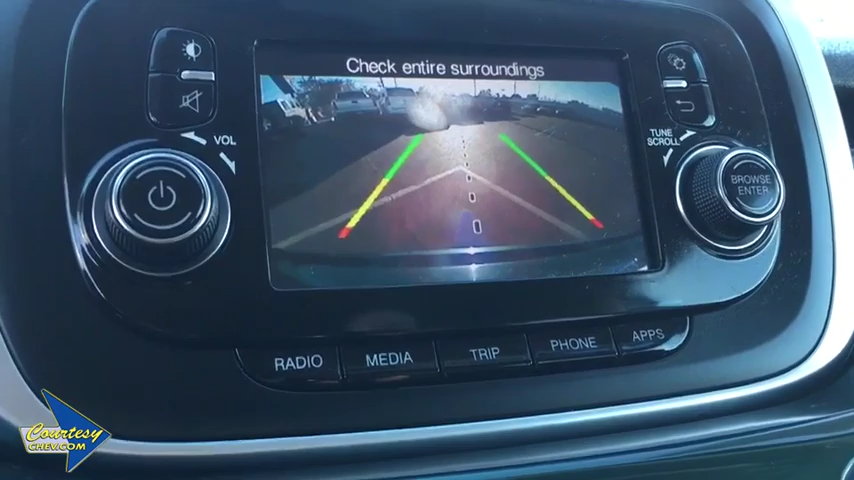 Check entire surroundings
VOL
TUNE
SCROLL
BROWSE
ENTER
RADIO
MEDIA
TRIP
PHONE
APPS
Courtesy
CHEV.COM